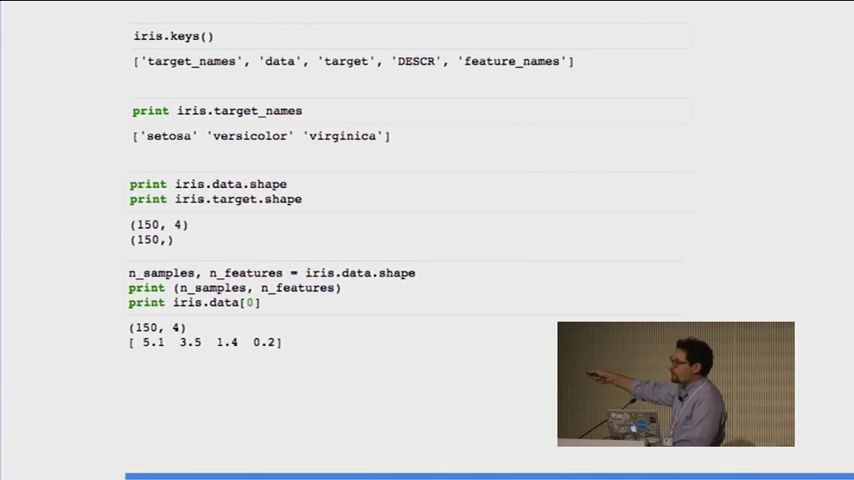 iris.keys()
['target_names', 'data', 'target', 'DESCR', 'feature_names']
print iris.target_names
['setosa' 'versicolor' 'virginica']
print iris.data.shape
print iris.target.shape
(150, 4)
(150,)
n_samples, n_features = iris.data.shape
print (n_samples, n_features)
print iris.data[0]
(150, 4)
[ 5.1  3.5  1.4  0.2]